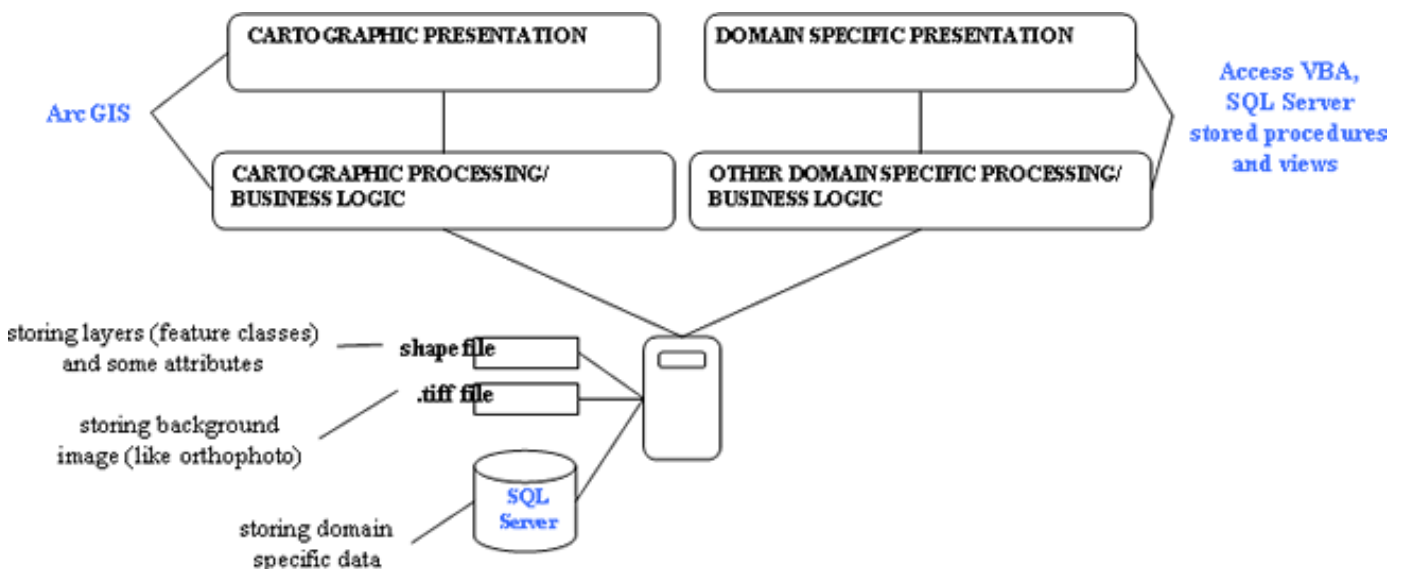 CARTOGRAPHIC PRESENTATION
DOMAIN SPECIFIC PRESENTATION
ArcGIS
Access VBA,
SQL Server
stored procedures
and views
CARTOGRAPHIC PROCESSING/
BUSINESS LOGIC
OTHER DOMAIN SPECIFIC PROCESSING/
BUSINESS LOGIC
storing layers (feature classes)
and some attributes
shape file
.tiff file
storing background
image (like orthophoto)
SQL
Server
storing domain
specific data